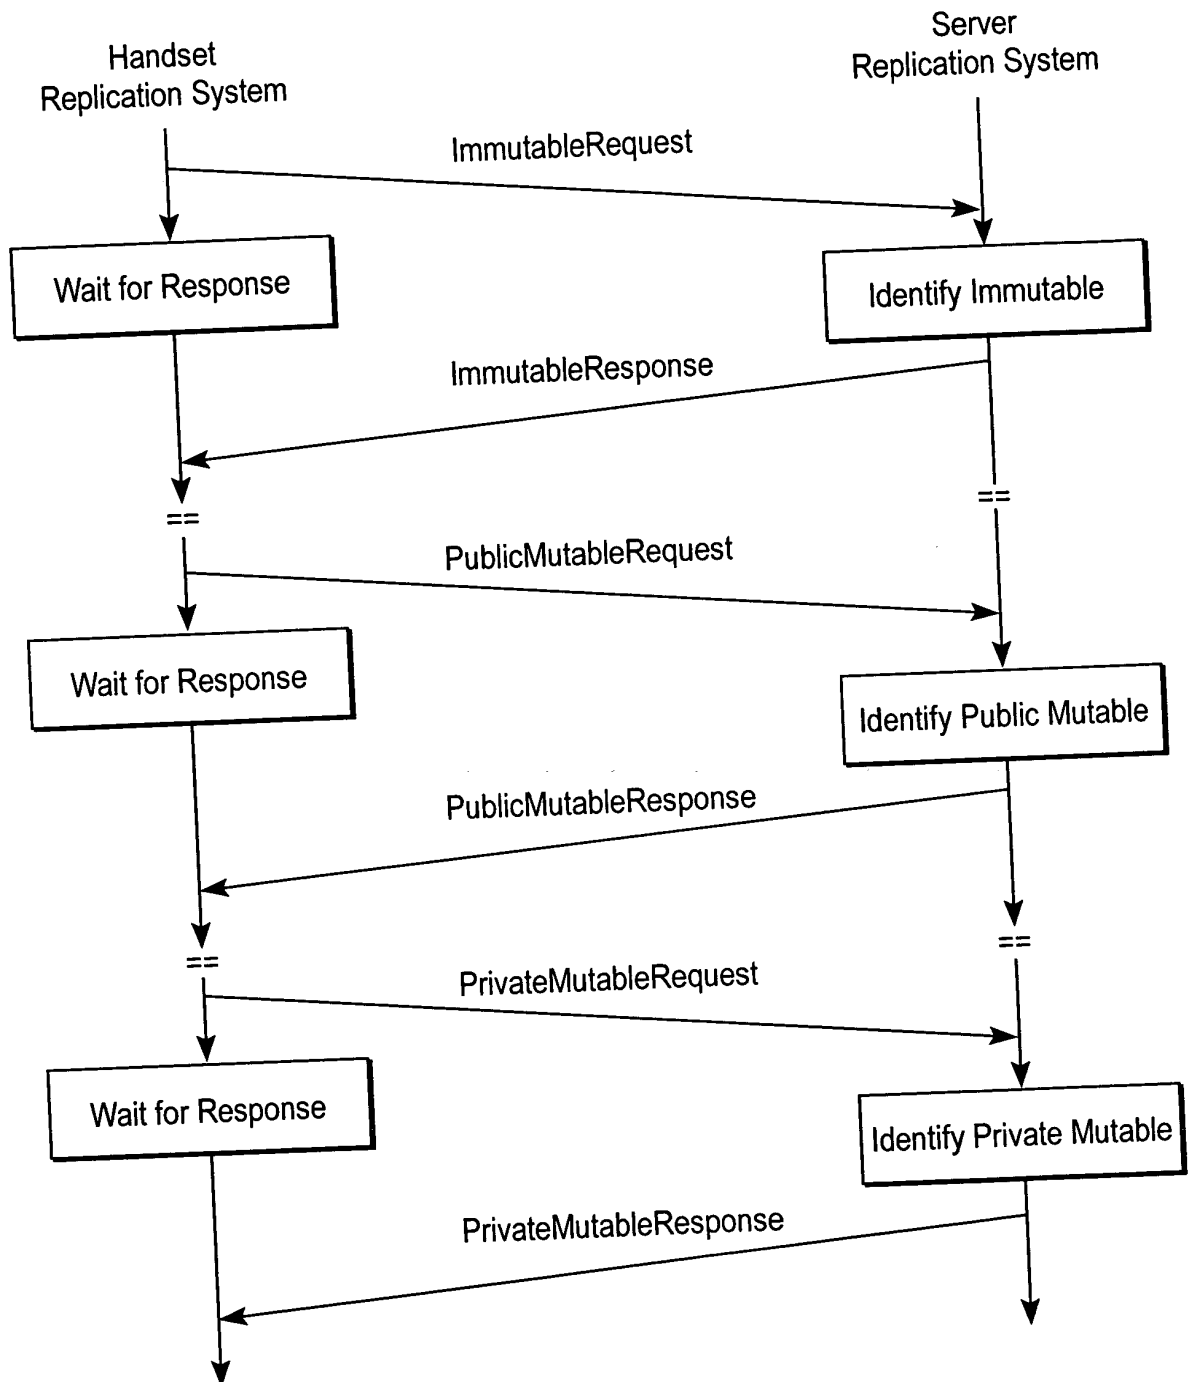 Handset
Replication System
Server
Replication System
ImmutableRequest
Wait for Response
Identify Immutable
ImmutableResponse
==
==
PublicMutableRequest
Wait for Response
Identify Public Mutable
PublicMutableResponse
==
==
PrivateMutableRequest
Wait for Response
Identify Private Mutable
PrivateMutableResponse